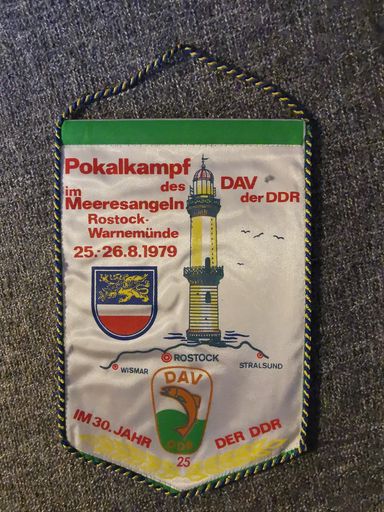 Pokalkampf
im des
Meeresangeln
Rostock-
Warnemünde
25.-26.8.1979
DAV
der DDR
ROSTOCK
WISMAR
STRALSUND
DAV
DDR
IM 30. JAHR DER DDR
25